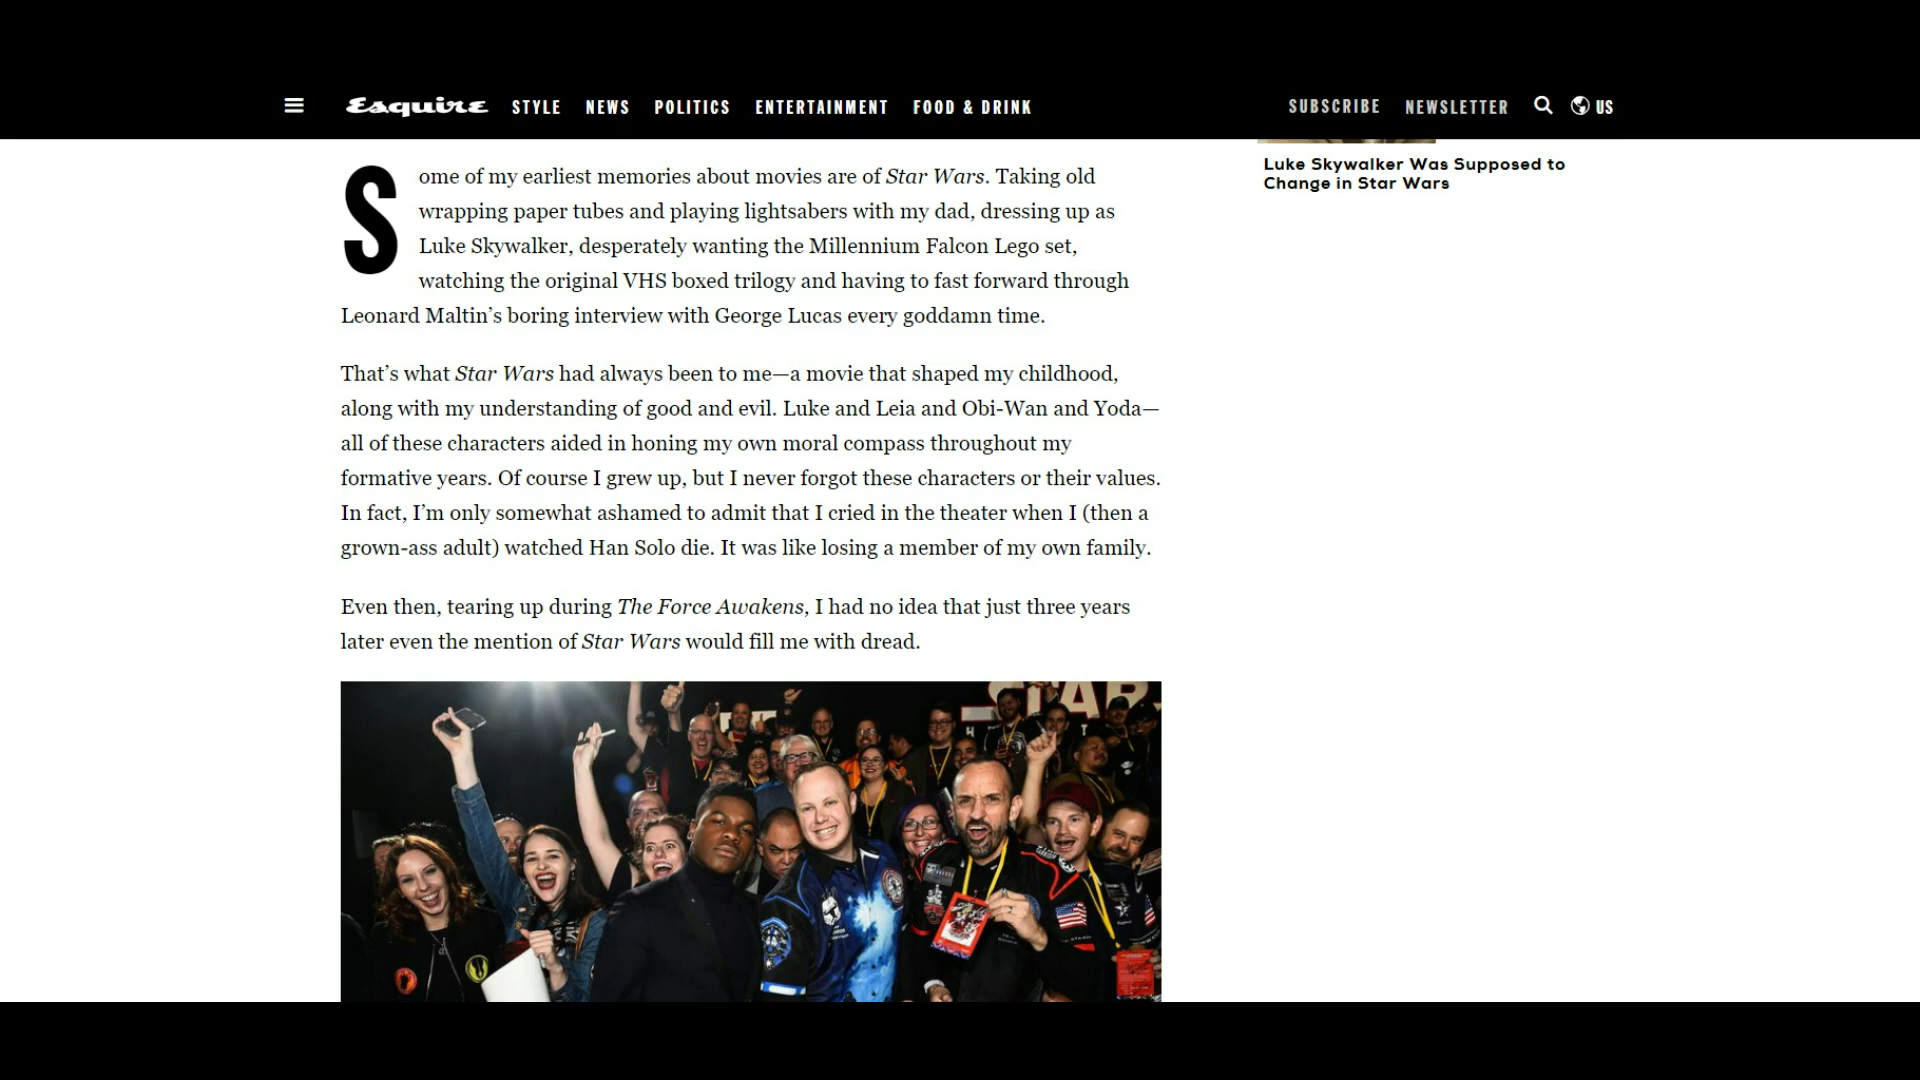 Esquire STYLE NEWS POLITICS ENTERTAINMENT FOOD & DRINK SUBSCRIBE NEWSLETTER US
Luke Skywalker Was Supposed to
Change in Star Wars
Some of my earliest memories about movies are of Star Wars. Taking old
wrapping paper tubes and playing lightsabers with my dad, dressing up as
Luke Skywalker, desperately wanting the Millennium Falcon Lego set,
watching the original VHS boxed trilogy and having to fast forward through
Leonard Maltin’s boring interview with George Lucas every goddamn time.
That’s what Star Wars had always been to me—a movie that shaped my childhood,
along with my understanding of good and evil. Luke and Leia and Obi-Wan and Yoda—
all of these characters aided in honing my own moral compass throughout my
formative years. Of course I grew up, but I never forgot these characters or their values.
In fact, I’m only somewhat ashamed to admit that I cried in the theater when I (then a
grown-ass adult) watched Han Solo die. It was like losing a member of my own family.
Even then, tearing up during The Force Awakens, I had no idea that just three years
later even the mention of Star Wars would fill me with dread.
STAR